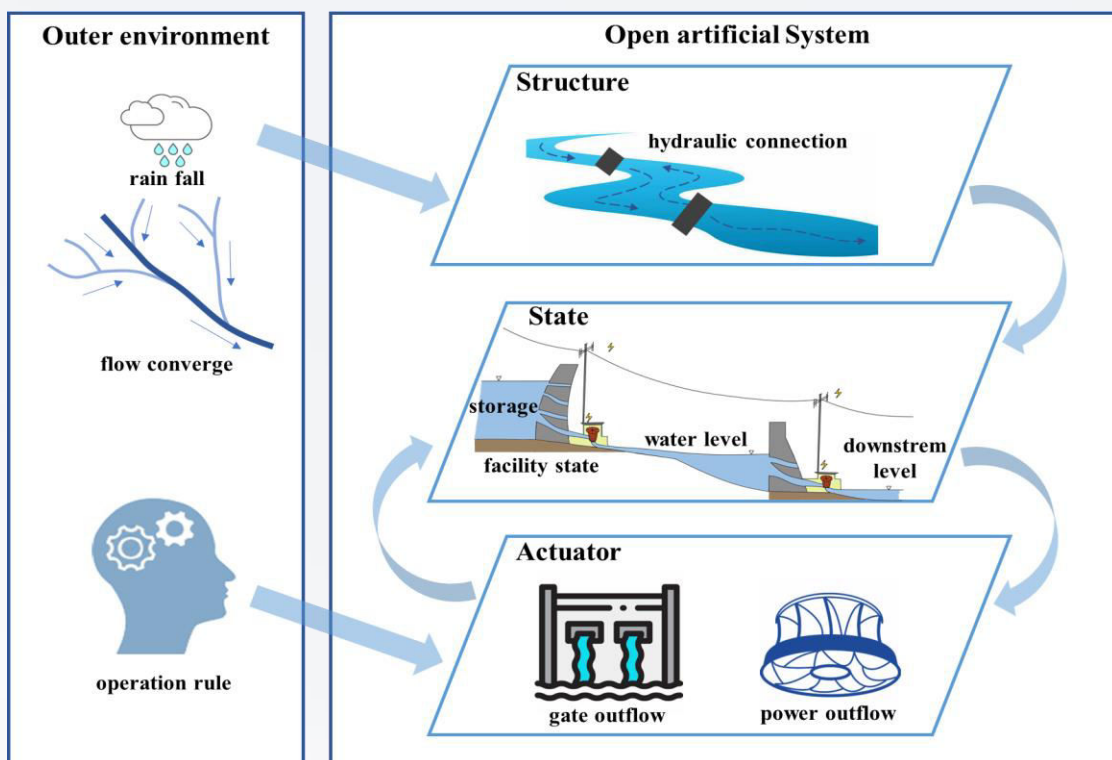 Outer environment
rain fall
flow converge
operation rule
Open artificial System
Structure
hydraulic connection
State
storage
facility state
water level
downstrem
level
Actuator
gate outflow
power outflow